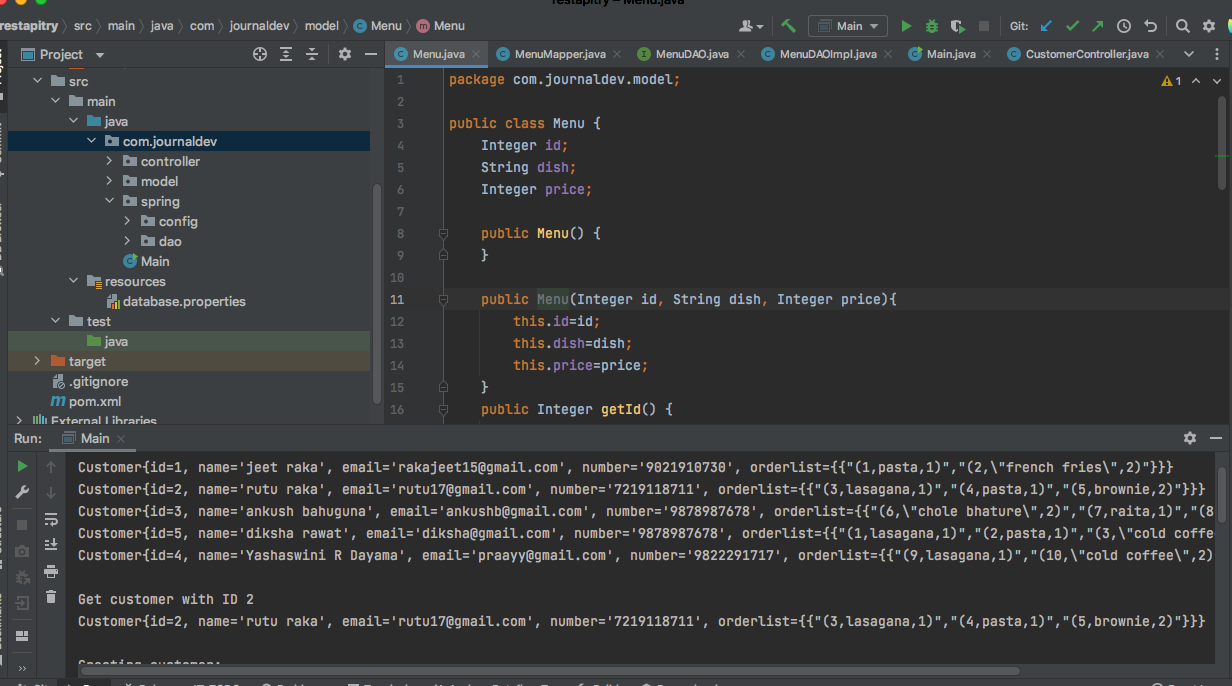 restapitry – Menu.java
restapitry src main java com journaldev model Menu Menu
Main Git:
Project
Menu.java MenuMapper.java MenuDAO.java MenuDAOImpl.java Main.java CustomerController.java
src
main
java
com.journaldev
controller
model
spring
config
dao
Main
resources
database.properties
test
java
target
.gitignore
pom.xml
External Libraries
1
1 package com.journaldev.model;
2
3 public class Menu {
4 Integer id;
5 String dish;
6 Integer price;
7
8 public Menu() {
9 }
10
11 public Menu(Integer id, String dish, Integer price){
12 this.id=id;
13 this.dish=dish;
14 this.price=price;
15 }
16 public Integer getId() {
Run: Main
Customer{id=1, name='jeet raka', email='rakajeet15@gmail.com', number='9021910730', orderlist={{"(1,pasta,1)","(2,\"french fries\",2)"}}}
Customer{id=2, name='rutu raka', email='rutu17@gmail.com', number='7219118711', orderlist={{"(3,lasagana,1)","(4,pasta,1)","(5,brownie,2)"}}}
Customer{id=3, name='ankush bahuguna', email='ankushb@gmail.com', number='9878987678', orderlist={{"(6,\"chole bhature\",2)","(7,raita,1)","(8
Customer{id=5, name='diksha rawat', email='diksha@gmail.com', number='9878987678', orderlist={{"(1,lasagana,1)","(2,pasta,1)","(3,\"cold coffe
Customer{id=4, name='Yashaswini R Dayama', email='praayy@gmail.com', number='9822291717', orderlist={{"(9,lasagana,1)","(10,\"cold coffee\",2)
Get customer with ID 2
Customer{id=2, name='rutu raka', email='rutu17@gmail.com', number='7219118711', orderlist={{"(3,lasagana,1)","(4,pasta,1)","(5,brownie,2)"}}}
customer: